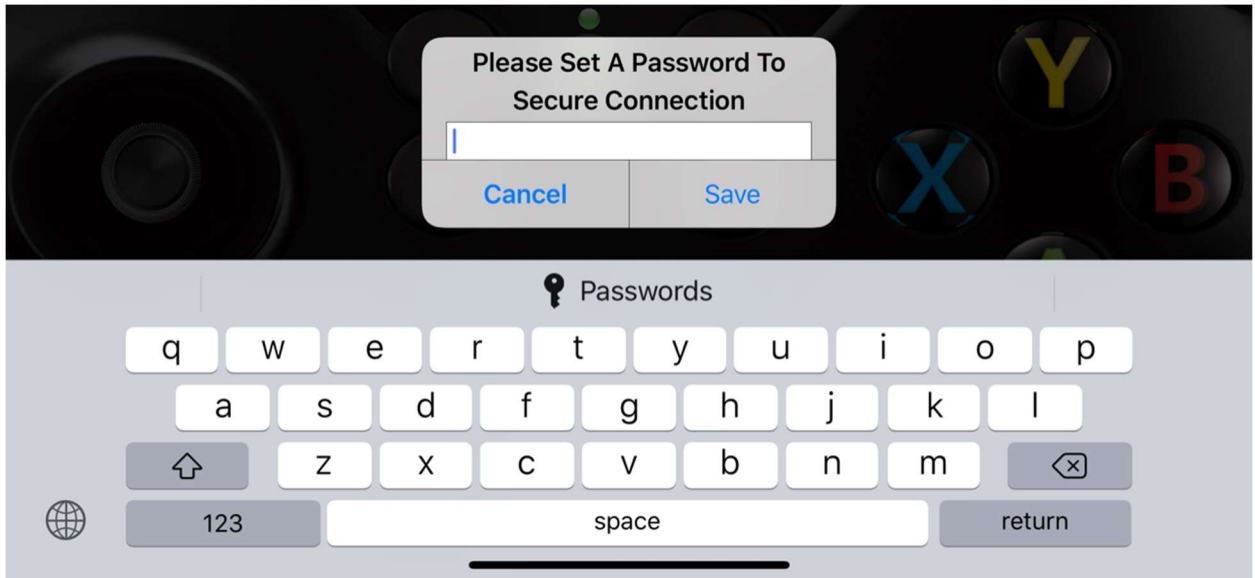 Please Set A Password To
Secure Connection
Y
X
B
Cancel
Save
Passwords
q w e r t y u i o p
a s d f g h j k l
z x c v b n m
123 space return